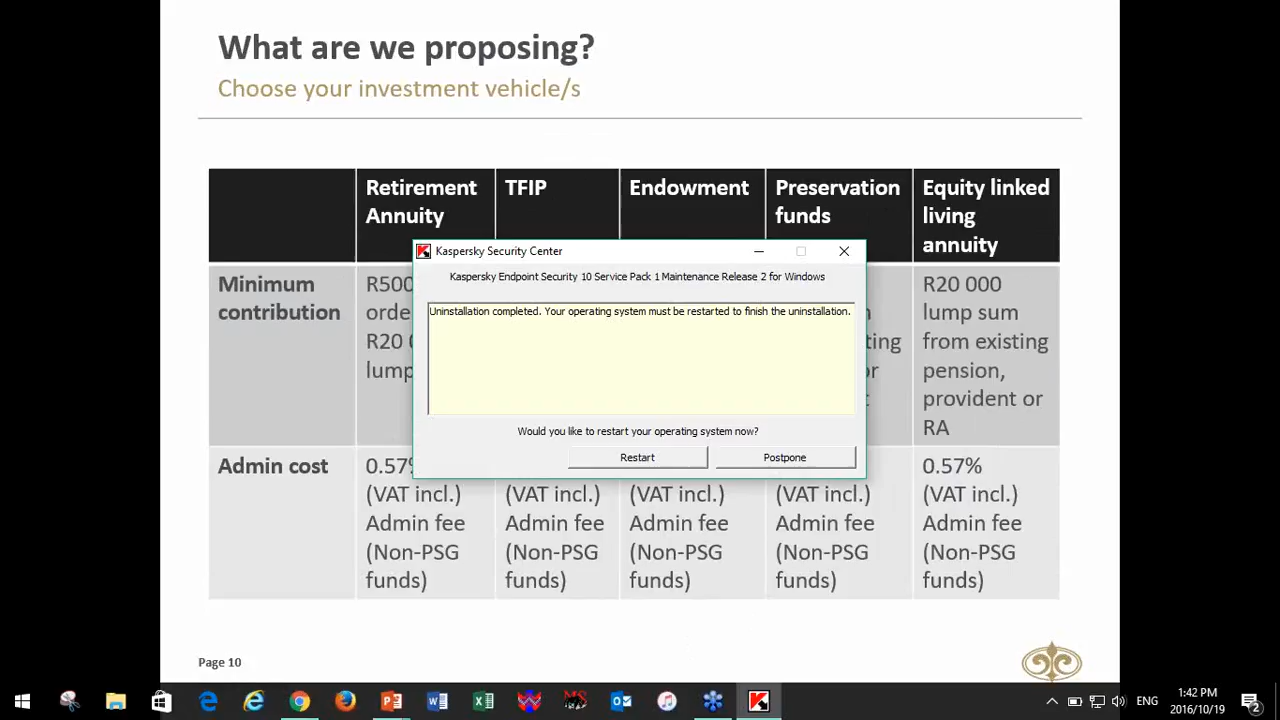 What are we proposing?
Choose your investment vehicle/s
Retirement Annuity
TFIP
Endowment
Preservation funds
Equity linked living annuity
Kaspersky Security Center
Kaspersky Endpoint Security 10 Service Pack 1 Maintenance Release 2 for Windows
Uninstallation completed. Your operating system must be restarted to finish the uninstallation.
Would you like to restart your operating system now?
Restart
Postpone
Minimum contribution
R20 000
lump sum
from existing
pension,
provident or
RA
Admin cost
(VAT incl.)
Admin fee
(Non-PSG
funds)
(VAT incl.)
Admin fee
(Non-PSG
funds)
(VAT incl.)
Admin fee
(Non-PSG
funds)
(VAT incl.)
Admin fee
(Non-PSG
funds)
0.57%
(VAT incl.)
Admin fee
(Non-PSG
funds)
Page 10
ENG
1:42 PM
2016/10/19
2